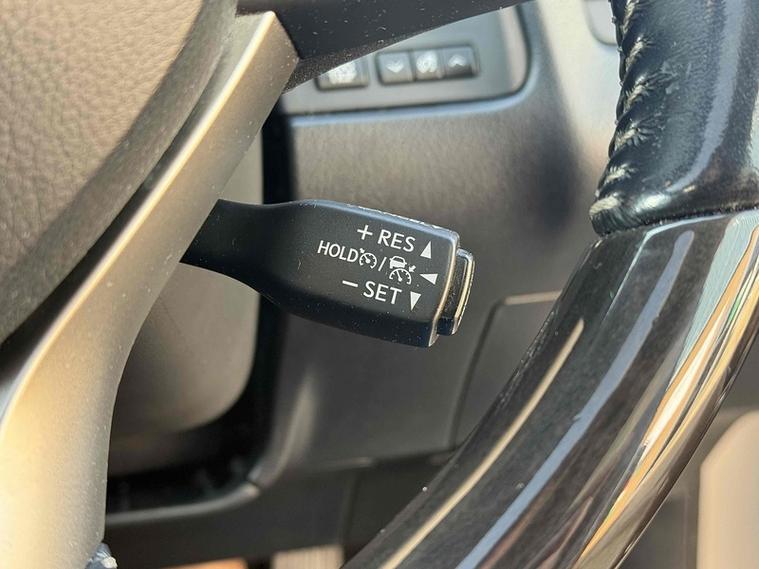 + RES ▲
HOLD / ◀
− SET ▼